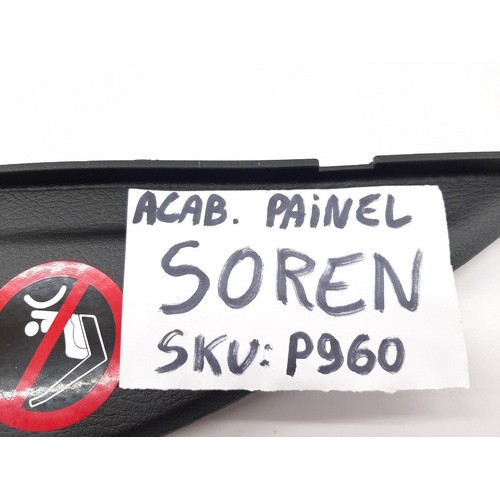 ACAB. PAINEL
SOREN
SKU: P960